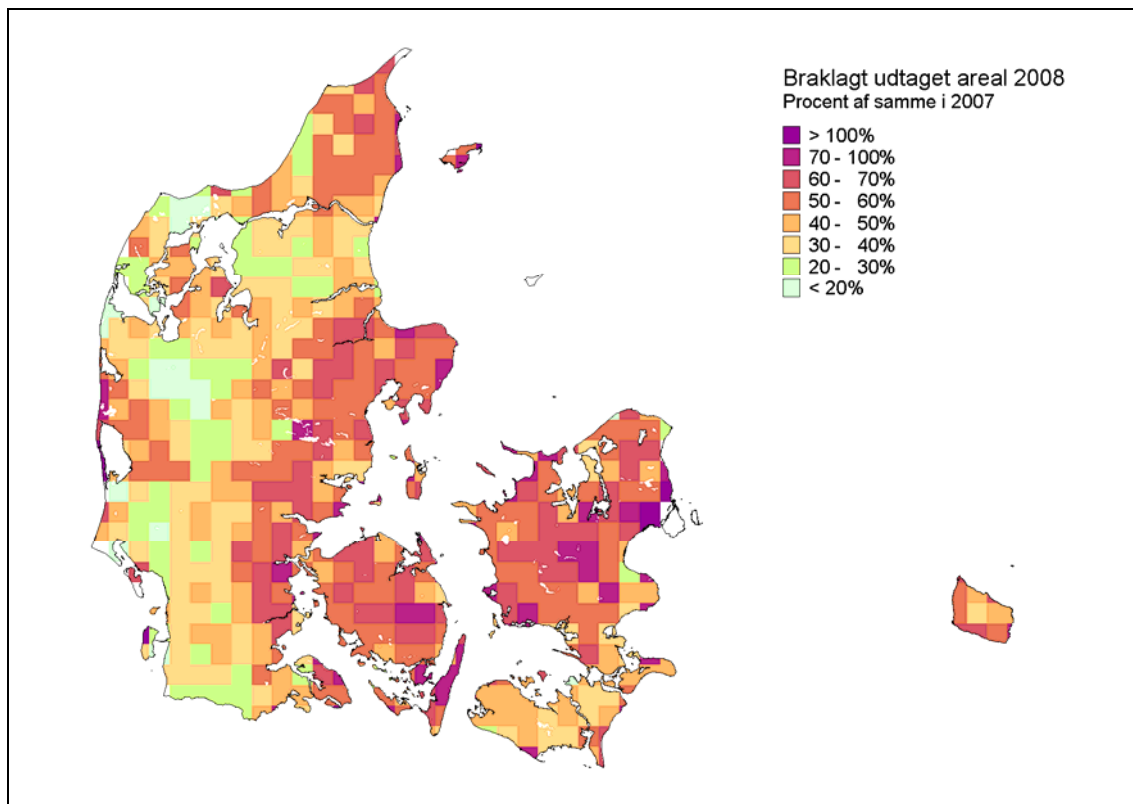 Braklagt udtaget areal 2008
Procent af samme i 2007
> 100%
70 - 100%
60 - 70%
50 - 60%
40 - 50%
30 - 40%
20 - 30%
< 20%